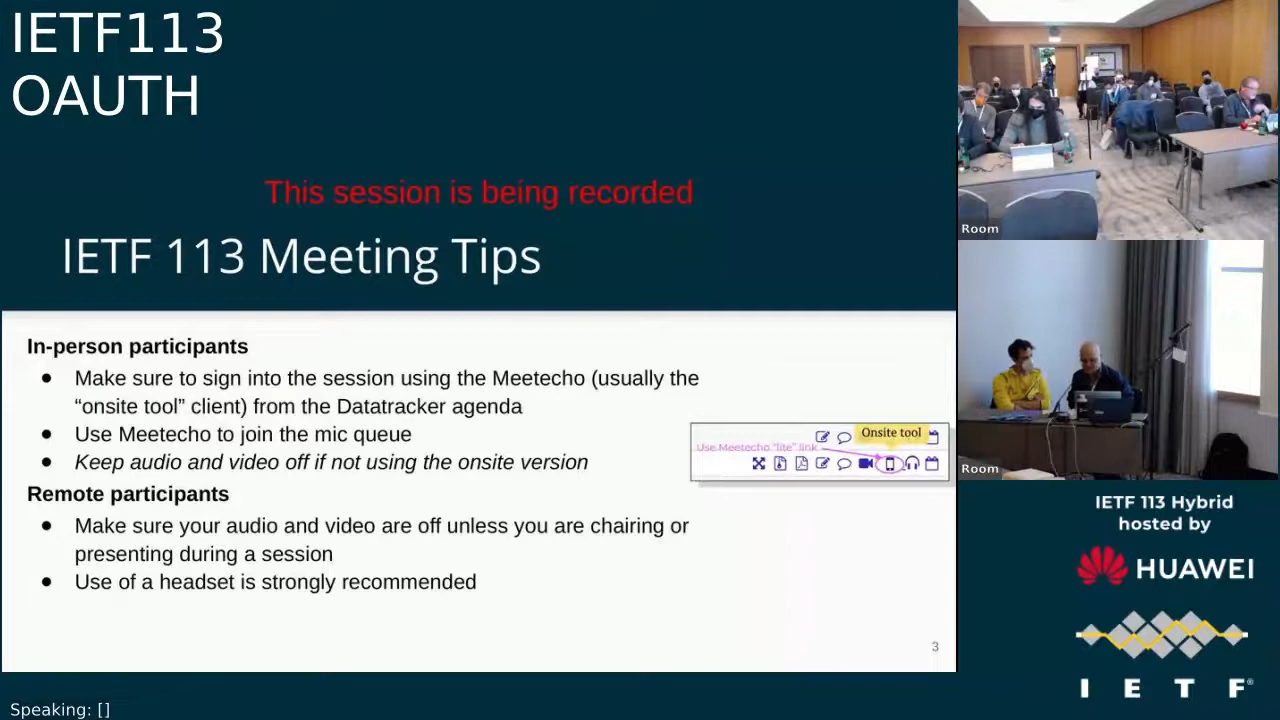 IETF113
OAUTH
This session is being recorded
IETF 113 Meeting Tips
In-person participants
● Make sure to sign into the session using the Meetecho (usually the
“onsite tool” client) from the Datatracker agenda
● Use Meetecho to join the mic queue
● Keep audio and video off if not using the onsite version
Remote participants
● Make sure your audio and video are off unless you are chairing or
presenting during a session
● Use of a headset is strongly recommended
Onsite tool
Use Meetecho “lite” link
3
Room
Room
IETF 113 Hybrid
hosted by
HUAWEI
I E T F®
Speaking: []